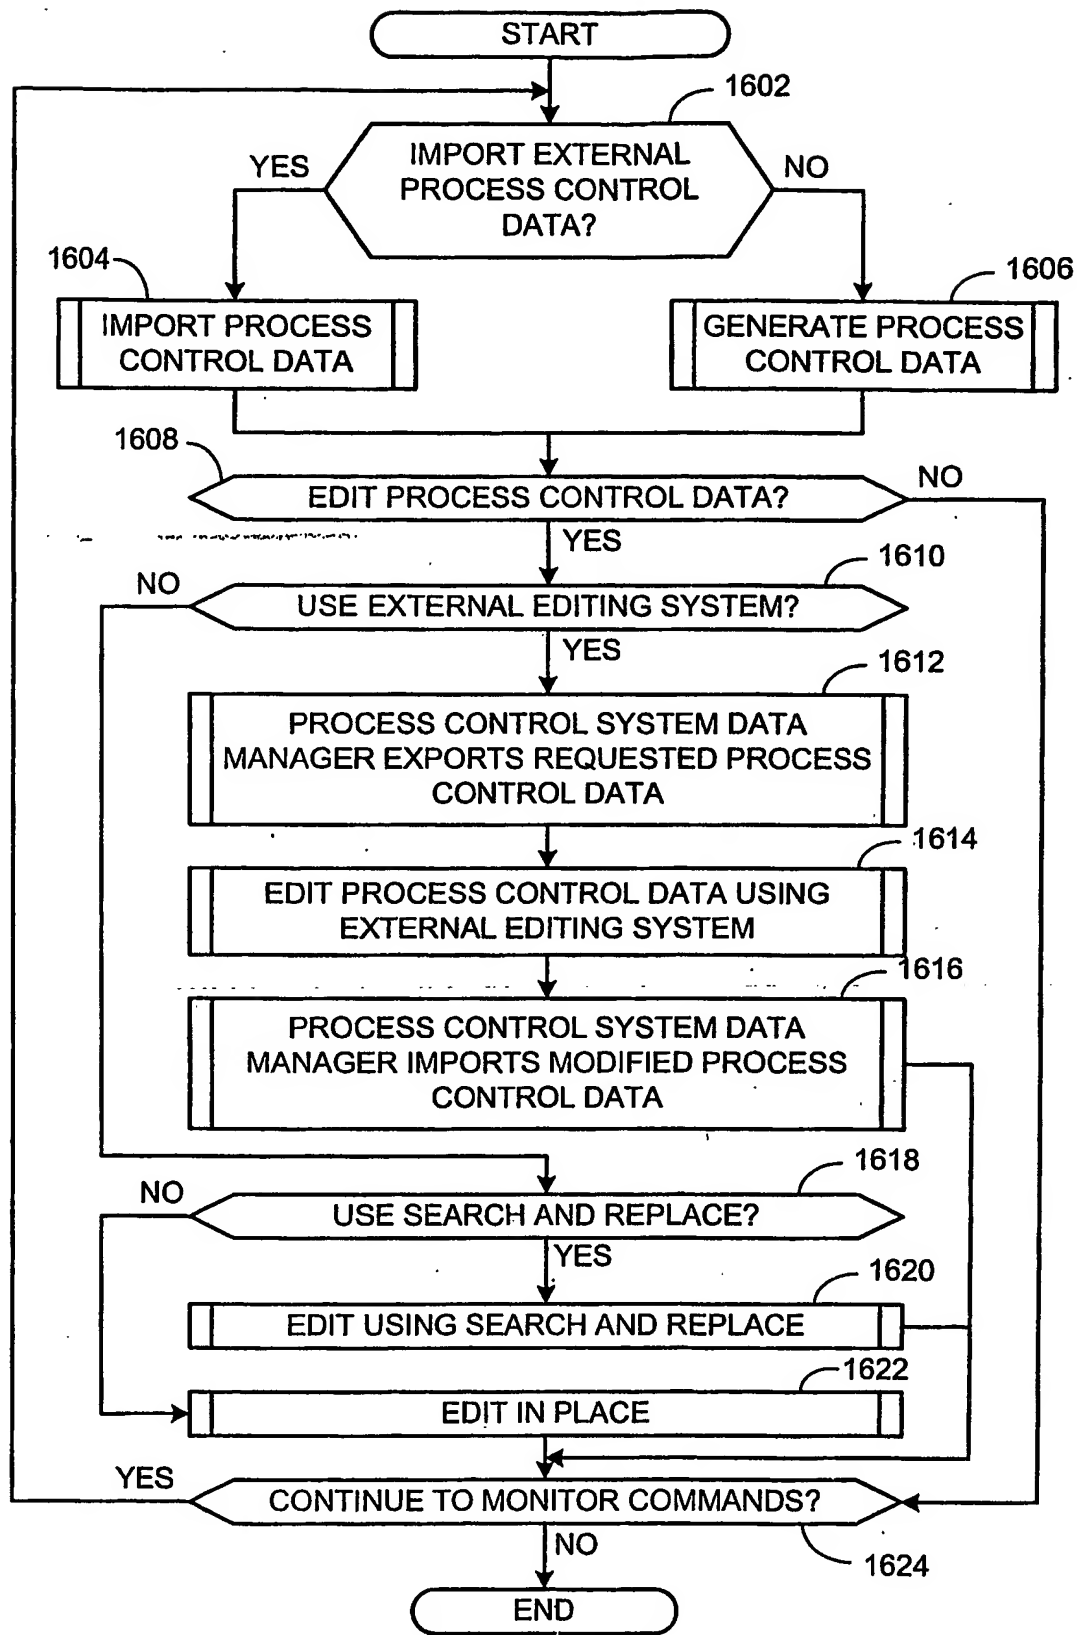 START
1602
IMPORT EXTERNAL
PROCESS CONTROL
DATA?
YES
NO
1604
IMPORT PROCESS
CONTROL DATA
1606
GENERATE PROCESS
CONTROL DATA
1608
EDIT PROCESS CONTROL DATA?
NO
YES
1610
NO
USE EXTERNAL EDITING SYSTEM?
YES
1612
PROCESS CONTROL SYSTEM DATA
MANAGER EXPORTS REQUESTED PROCESS
CONTROL DATA
1614
EDIT PROCESS CONTROL DATA USING
EXTERNAL EDITING SYSTEM
1616
PROCESS CONTROL SYSTEM DATA
MANAGER IMPORTS MODIFIED PROCESS
CONTROL DATA
1618
NO
USE SEARCH AND REPLACE?
YES
1620
EDIT USING SEARCH AND REPLACE
1622
EDIT IN PLACE
YES
CONTINUE TO MONITOR COMMANDS?
NO
1624
END